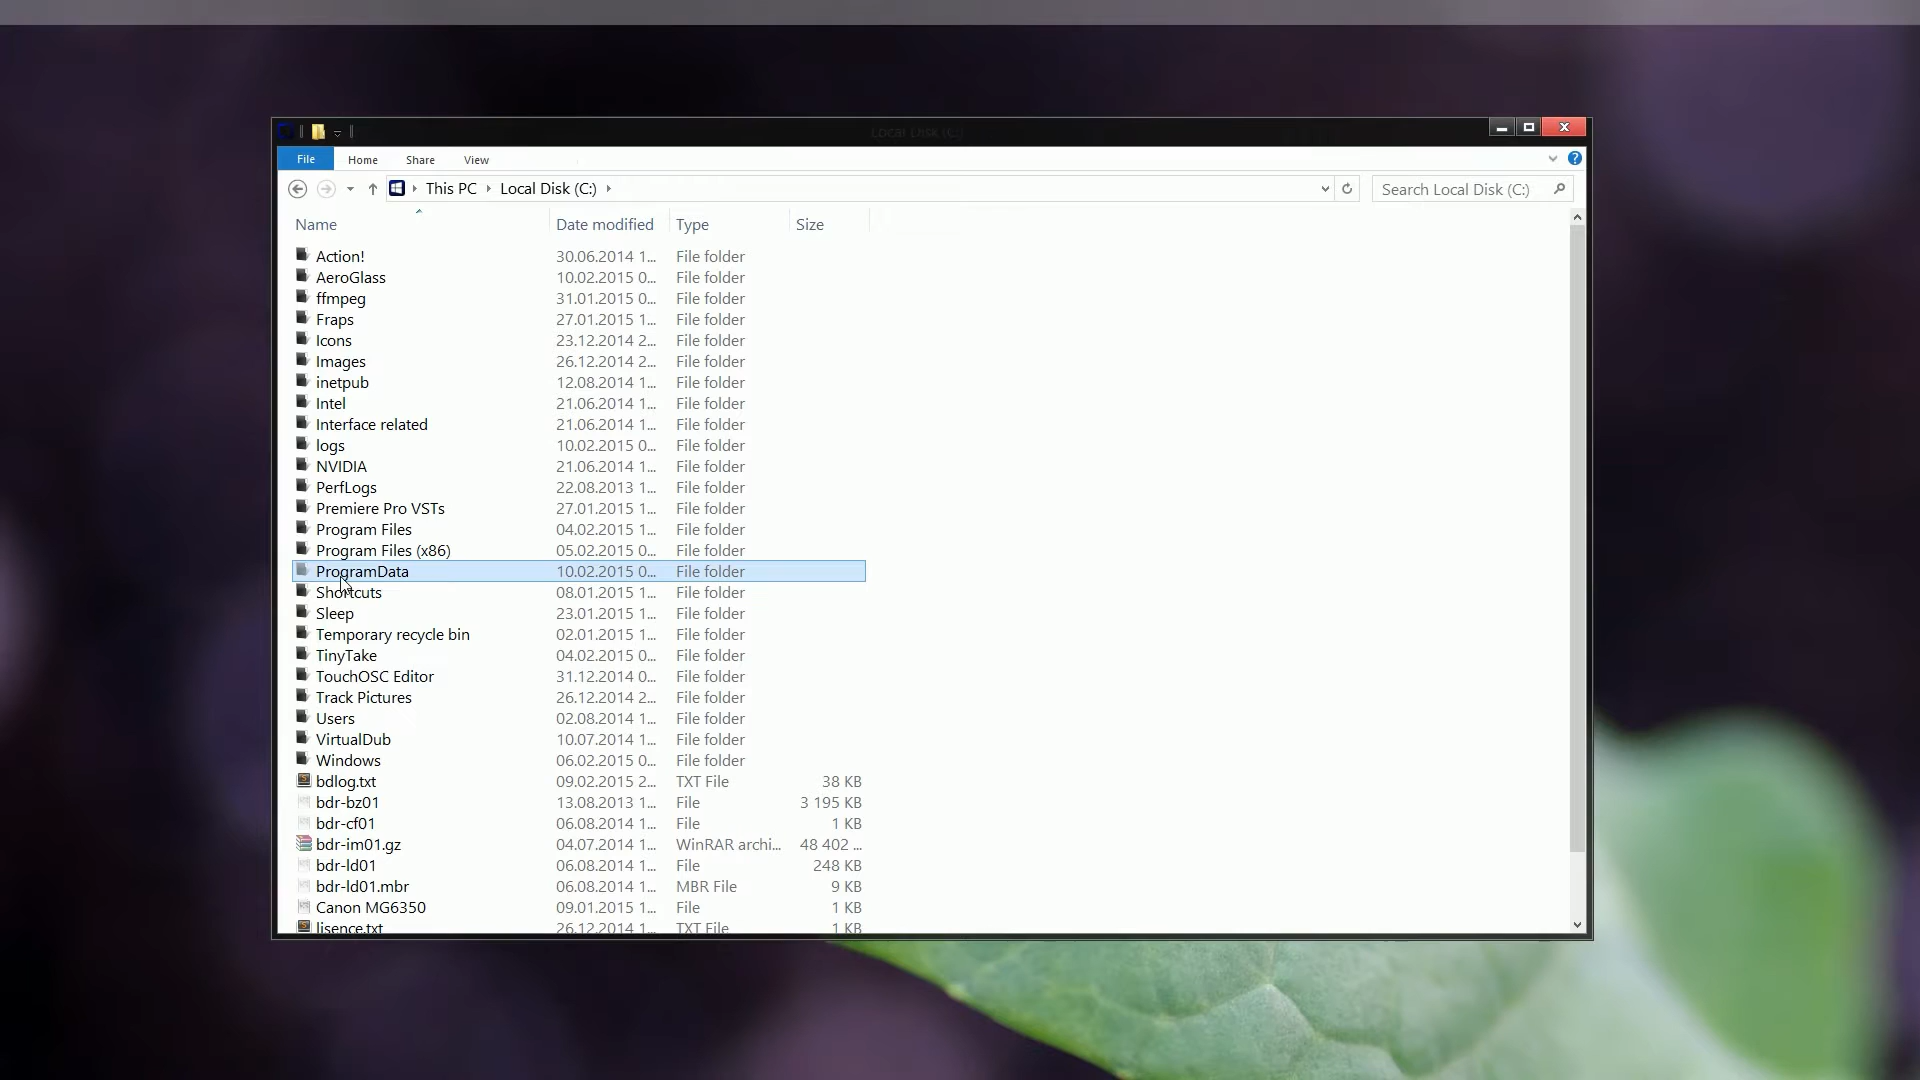 Local Disk (C:)
File Home Share View
This PC Local Disk (C:) Search Local Disk (C:)
Name Date modified Type Size
Action! 30.06.2014 1... File folder
AeroGlass 10.02.2015 0... File folder
ffmpeg 31.01.2015 0... File folder
Fraps 27.01.2015 1... File folder
Icons 23.12.2014 2... File folder
Images 26.12.2014 2... File folder
inetpub 12.08.2014 1... File folder
Intel 21.06.2014 1... File folder
Interface related 21.06.2014 1... File folder
logs 10.02.2015 0... File folder
NVIDIA 21.06.2014 1... File folder
PerfLogs 22.08.2013 1... File folder
Premiere Pro VSTs 27.01.2015 1... File folder
Program Files 04.02.2015 1... File folder
Program Files (x86) 05.02.2015 0... File folder
ProgramData 10.02.2015 0... File folder
Shortcuts 08.01.2015 1... File folder
Sleep 23.01.2015 1... File folder
Temporary recycle bin 02.01.2015 1... File folder
TinyTake 04.02.2015 0... File folder
TouchOSC Editor 31.12.2014 0... File folder
Track Pictures 26.12.2014 2... File folder
Users 02.08.2014 1... File folder
VirtualDub 10.07.2014 1... File folder
Windows 06.02.2015 0... File folder
bdlog.txt 09.02.2015 2... TXT File 38 KB
bdr-bz01 13.08.2013 1... File 3 195 KB
bdr-cf01 06.08.2014 1... File 1 KB
bdr-im01.gz 04.07.2014 1... WinRAR archi... 48 402 ...
bdr-ld01 06.08.2014 1... File 248 KB
bdr-ld01.mbr 06.08.2014 1... MBR File 9 KB
Canon MG6350 09.01.2015 1... File 1 KB
lisence.txt 26.12.2014 1... TXT File 1 KB